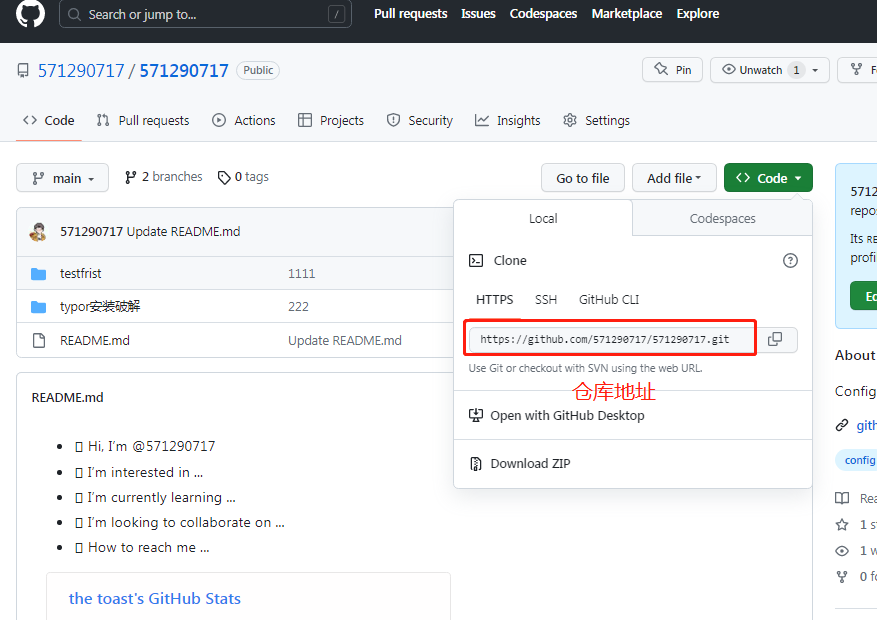 Search or jump to... /
Pull requests Issues Codespaces Marketplace Explore
571290717 / 571290717 Public
Pin Unwatch 1
Code Pull requests Actions Projects Security Insights Settings
main 2 branches 0 tags Go to file Add file Code
571290717 Update README.md
testfrist 1111
typor安装破解 222
README.md Update README.md
Local Codespaces
Clone
HTTPS SSH GitHub CLI
https://github.com/571290717/571290717.git
Use Git or checkout with SVN using the web URL.
仓库地址
Open with GitHub Desktop
Download ZIP
README.md
Hi, I’m @571290717
I’m interested in ...
I’m currently learning ...
I’m looking to collaborate on ...
How to reach me ...
the toast's GitHub Stats
5712
repos
Its RE
profi
Ed
About
Config
gith
config
Rea
1 s
1 w
0 fo